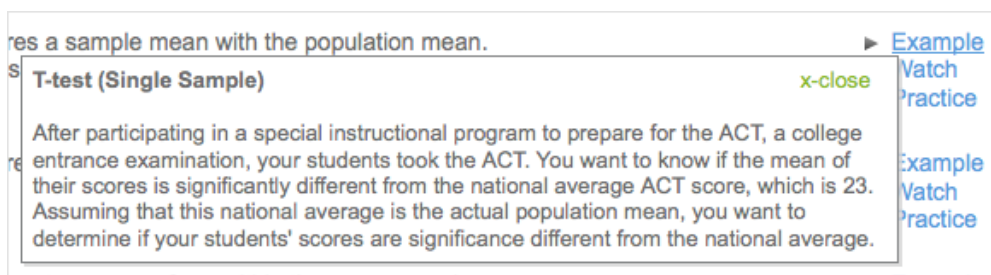 res a sample mean with the population mean. ► Example
s
T-test (Single Sample) x-close
Watch
Practice
After participating in a special instructional program to prepare for the ACT, a college
entrance examination, your students took the ACT. You want to know if the mean of
re Example
their scores is significantly different from the national average ACT score, which is 23.
Watch
Assuming that this national average is the actual population mean, you want to
Practice
determine if your students' scores are significance different from the national average.